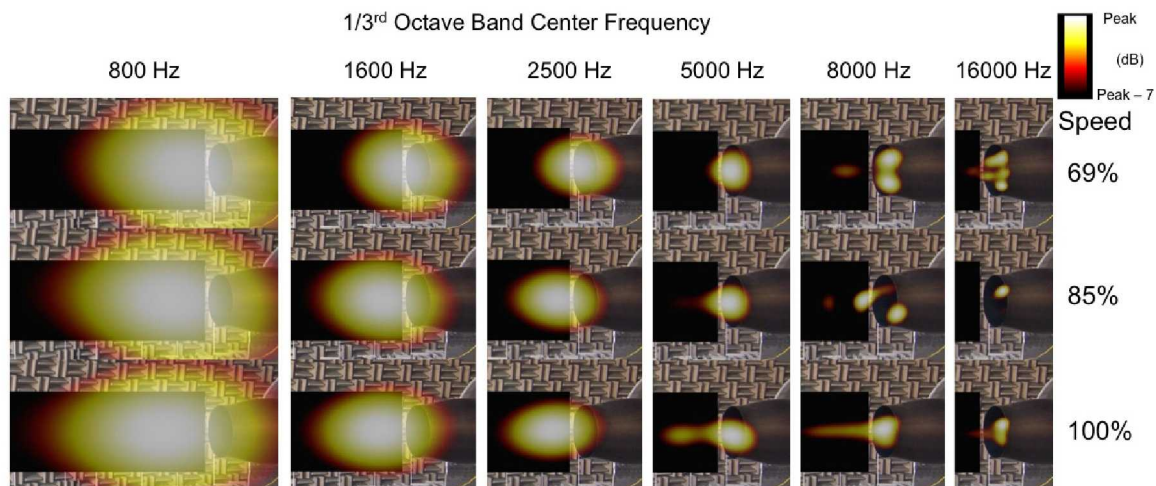 1/3rd Octave Band Center Frequency
800 Hz
1600 Hz
2500 Hz
5000 Hz
8000 Hz
16000 Hz
Peak
(dB)
Peak – 7
Speed
69%
85%
100%